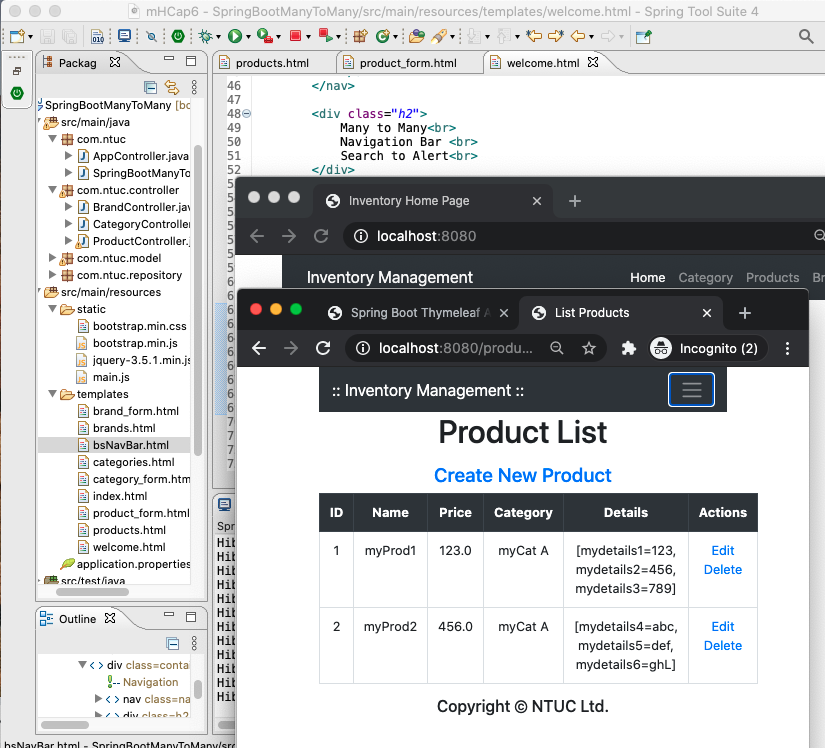 mHCap6 - SpringBootManyToMany/src/main/resources/templates/welcome.html - Spring Tool Suite 4
Packag
products.html
product_form.html
welcome.html
SpringBootManyToMany [bo
src/main/java
com.ntuc
AppController.java
SpringBootManyTo
com.ntuc.controller
BrandController.jav
CategoryController
ProductController.j
com.ntuc.model
com.ntuc.repository
src/main/resources
static
bootstrap.min.css
bootstrap.min.js
jquery-3.5.1.min.js
main.js
templates
brand_form.html
brands.html
bsNavBar.html
categories.html
category_form.htm
index.html
product_form.html
products.html
welcome.html
application.properties
src/test/java
46 </nav>
47
48 <div class="h2">
49 Many to Many<br>
50 Navigation Bar <br>
51 Search to Alert<br>
52 </div>
Inventory Home Page
localhost:8080
Inventory Management
Home Category Products Br
Spring Boot Thymeleaf A
List Products
localhost:8080/produ...
Incognito (2)
:: Inventory Management ::
Product List
Create New Product
ID Name Price Category Details Actions
1 myProd1 123.0 myCat A [mydetails1=123, Edit
mydetails2=456, Delete
mydetails3=789]
2 myProd2 456.0 myCat A [mydetails4=abc, Edit
mydetails5=def, Delete
mydetails6=ghL]
Copyright © NTUC Ltd.
Outline
div class=conta
Navigation
nav class=na
div class=h2
Spr
Hib
Hib
Hib
Hib
Hib
Hib
Hib
Hib
Hib
Hib
Hib
Hib
bsNavBar.html - SpringBootManyToMany/src